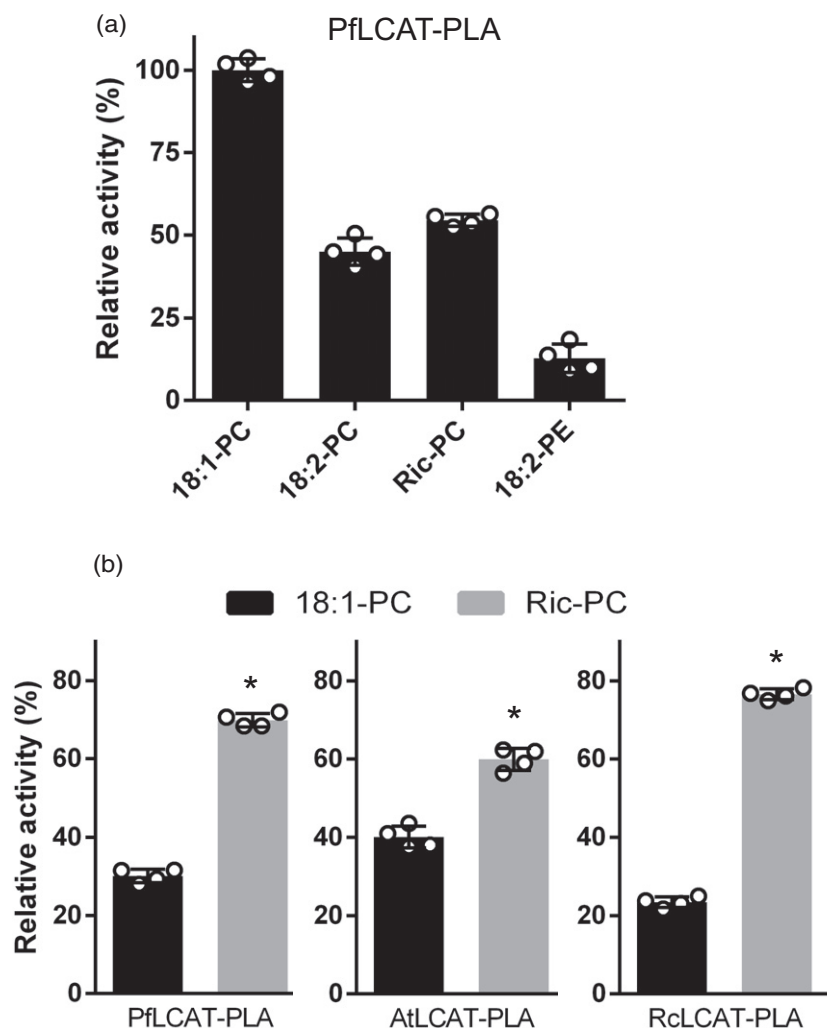 (a)
PfLCAT-PLA
Relative activity (%)
100
75
50
25
0
18:1-PC
18:2-PC
Ric-PC
18:2-PE
(b)
18:1-PC Ric-PC
Relative activity (%)
80
60
40
20
0
*
PfLCAT-PLA
80
60
40
20
0
*
AtLCAT-PLA
80
60
40
20
0
*
RcLCAT-PLA